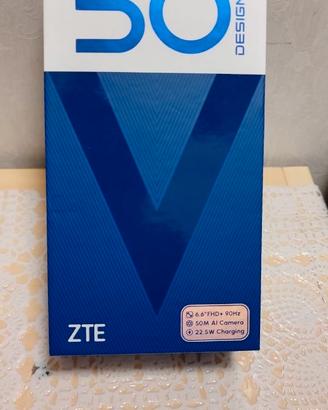 50
DESIGN
V
ZTE
6.6"FHD+ 90Hz
50M AI Camera
22.5W Charging